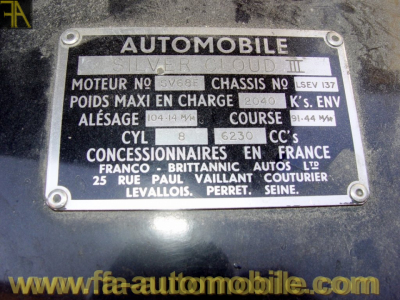 FA
AUTOMOBILE
SILVER CLOUD III
MOTEUR No SV68E CHASSIS No LSEV 137
POIDS MAXI EN CHARGE 2040 K's. ENV
ALÉSAGE 104·14 M/M COURSE 91·44 M/M
CYL 8 6230 CC's
CONCESSIONNAIRES EN FRANCE
FRANCO - BRITTANNIC AUTOS LTD
25 RUE PAUL VAILLANT COUTURIER
LEVALLOIS. PERRET. SEINE.
www.fa-automobile.com